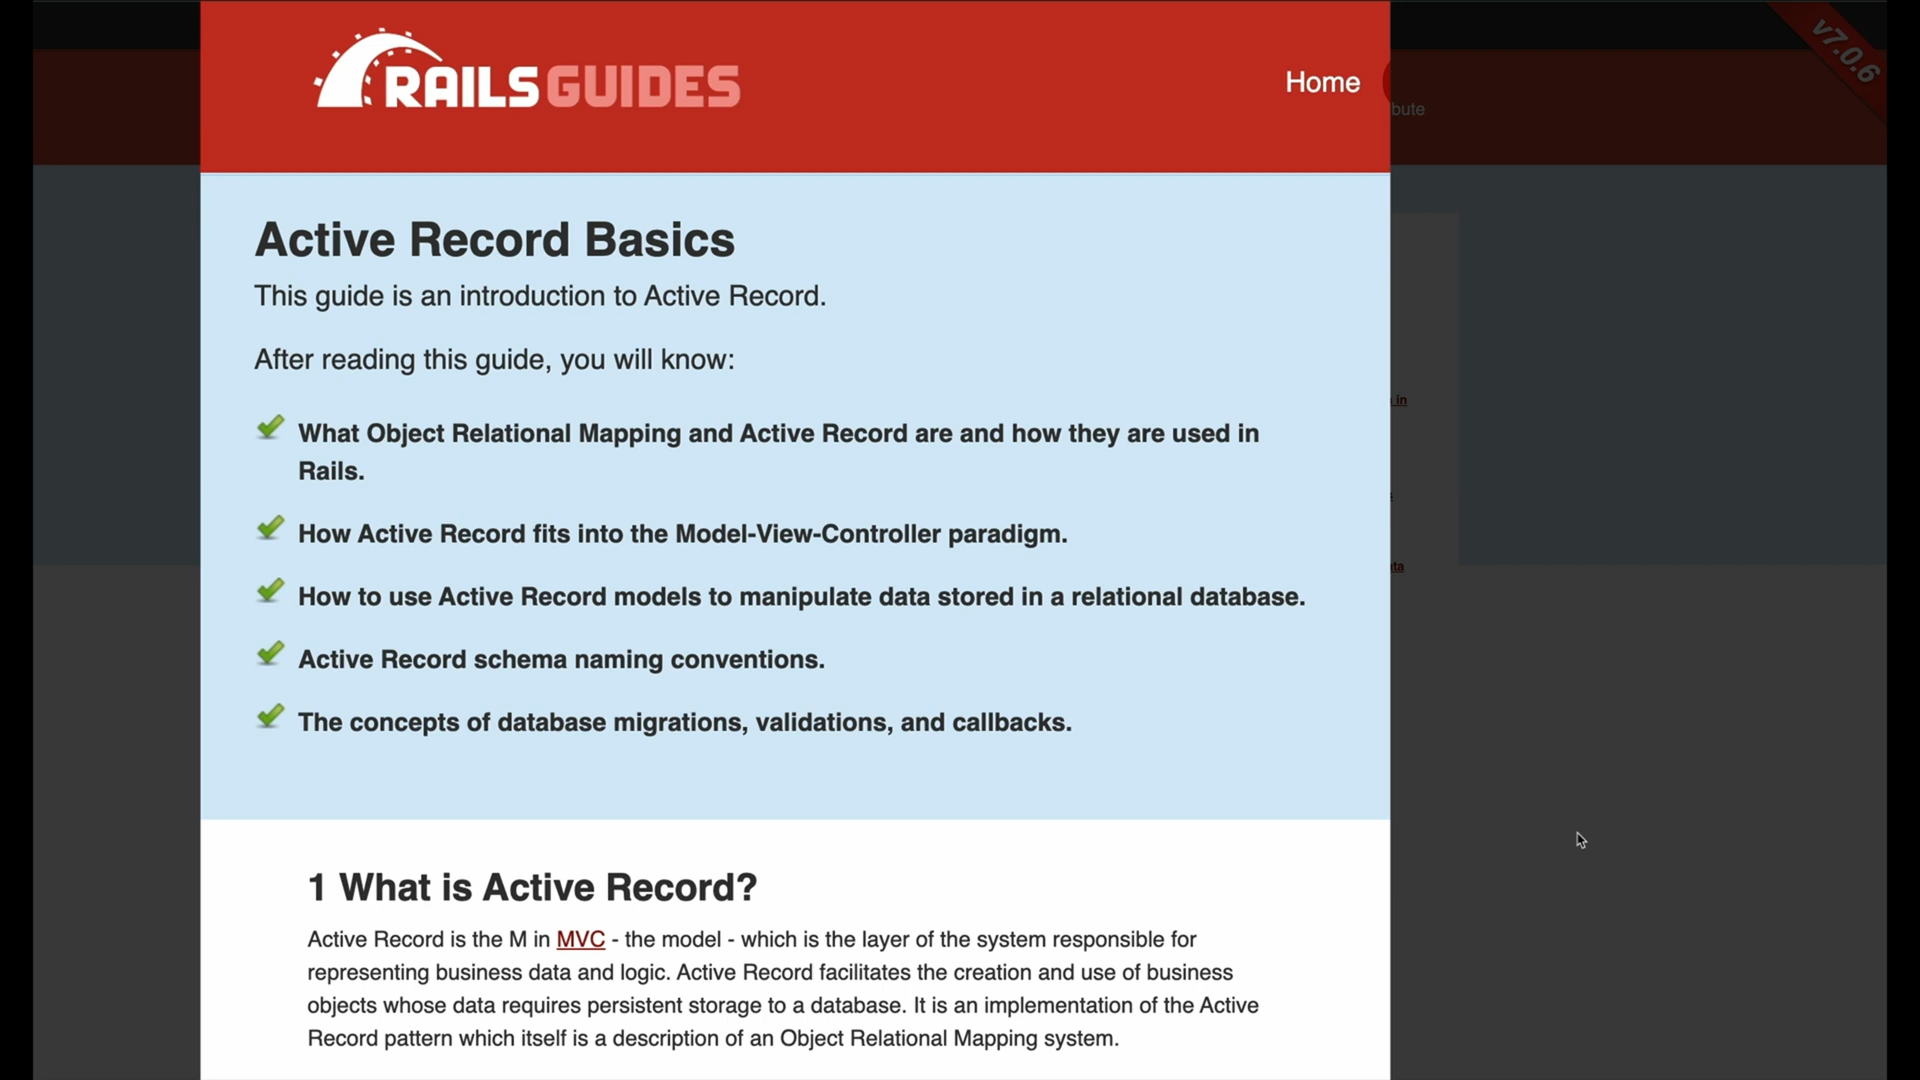 RAILS GUIDES
Home
bute
v7.0.6
Active Record Basics
This guide is an introduction to Active Record.
After reading this guide, you will know:
What Object Relational Mapping and Active Record are and how they are used in
Rails.
in
How Active Record fits into the Model-View-Controller paradigm.
How to use Active Record models to manipulate data stored in a relational database.
ta
Active Record schema naming conventions.
The concepts of database migrations, validations, and callbacks.
1 What is Active Record?
Active Record is the M in MVC - the model - which is the layer of the system responsible for
representing business data and logic. Active Record facilitates the creation and use of business
objects whose data requires persistent storage to a database. It is an implementation of the Active
Record pattern which itself is a description of an Object Relational Mapping system.